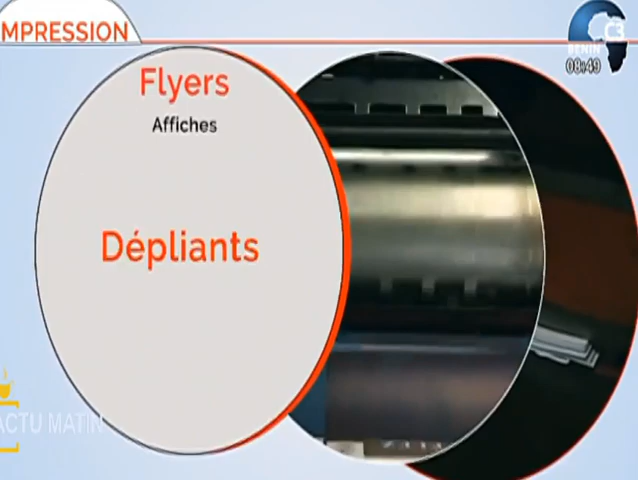 MPRESSION
C3
BENIN
08:49
Flyers
Affiches
Dépliants
ACTU MATIN